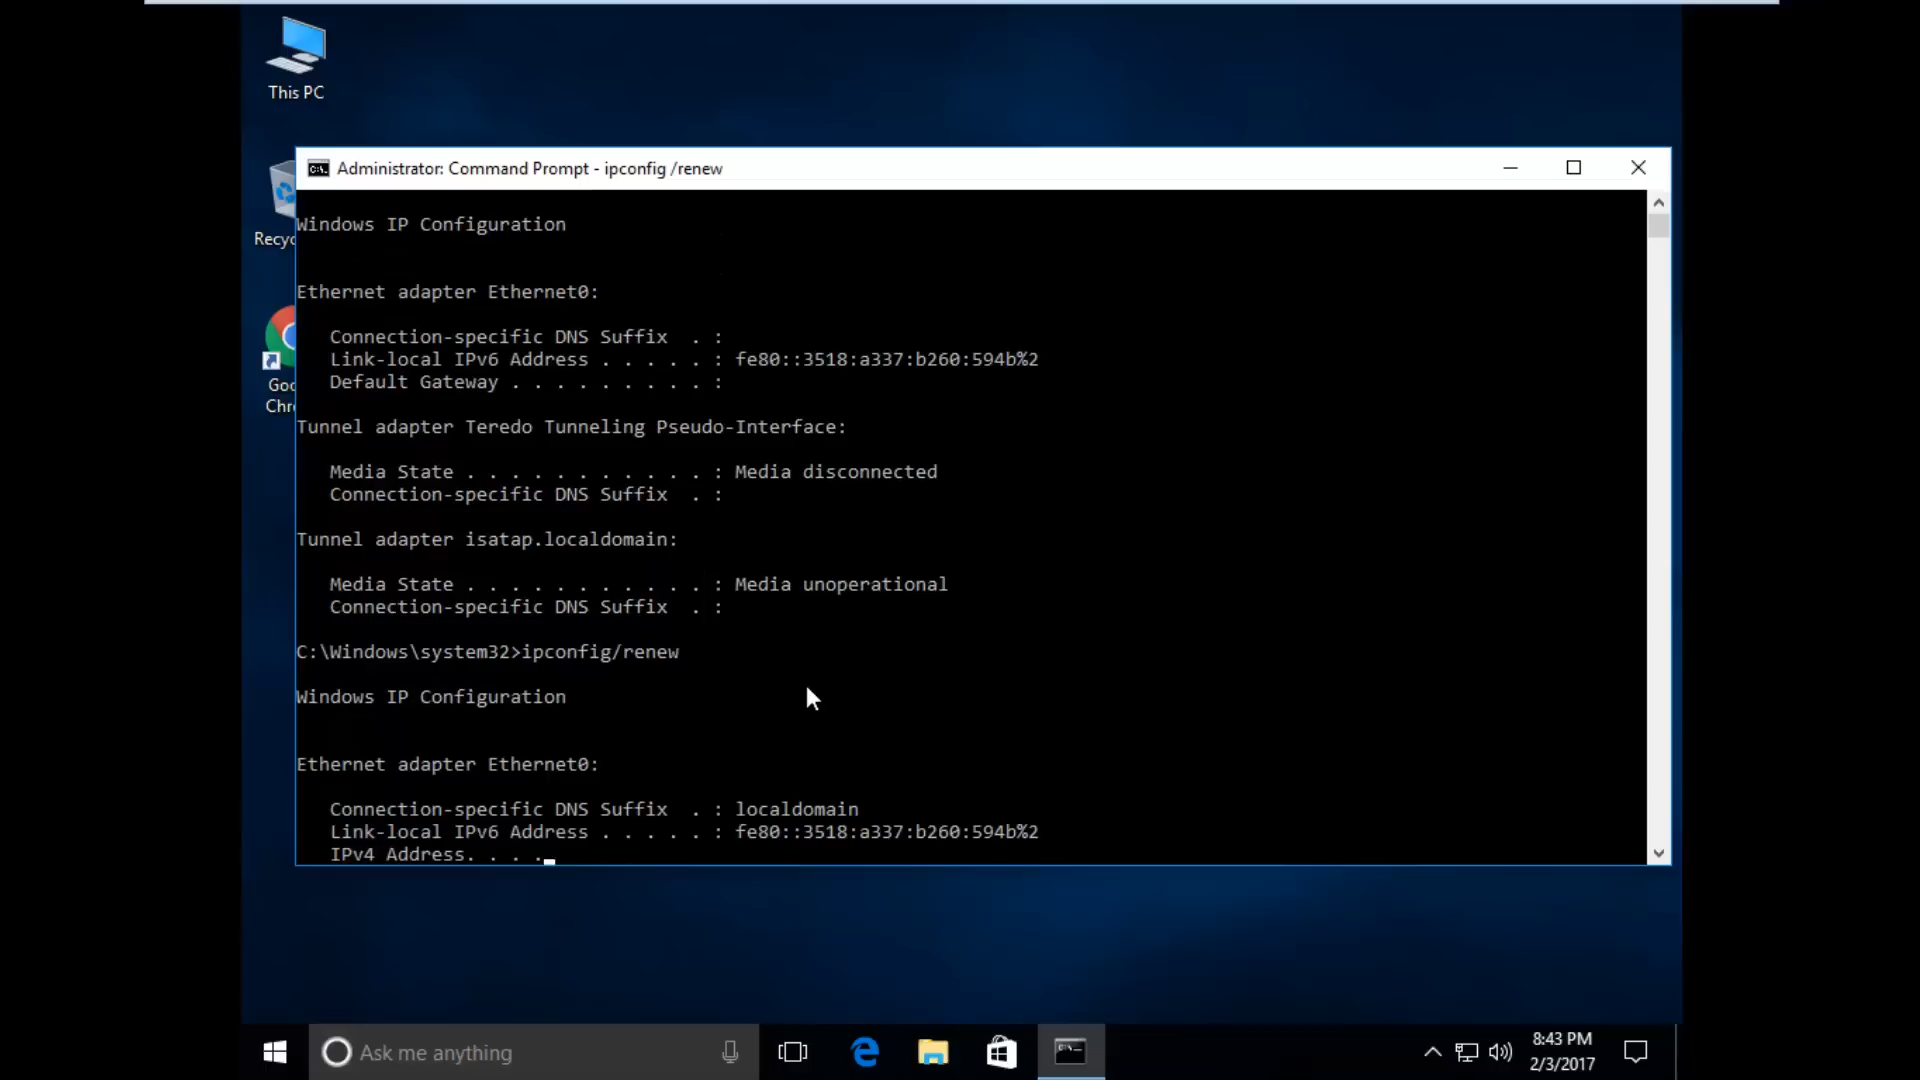 This PC
Administrator: Command Prompt - ipconfig /renew
Windows IP Configuration
Recyc
Ethernet adapter Ethernet0:
Connection-specific DNS Suffix  . :
Link-local IPv6 Address . . . . . : fe80::3518:a337:b260:594b%2
Default Gateway . . . . . . . . . :
Goo
Chr
Tunnel adapter Teredo Tunneling Pseudo-Interface:
Media State . . . . . . . . . . . : Media disconnected
Connection-specific DNS Suffix  . :
Tunnel adapter isatap.localdomain:
Media State . . . . . . . . . . . : Media unoperational
Connection-specific DNS Suffix  . :
C:\Windows\system32>ipconfig/renew
Windows IP Configuration
Ethernet adapter Ethernet0:
Connection-specific DNS Suffix  . : localdomain
Link-local IPv6 Address . . . . . : fe80::3518:a337:b260:594b%2
IPv4 Address. . . .
Ask me anything
8:43 PM
2/3/2017